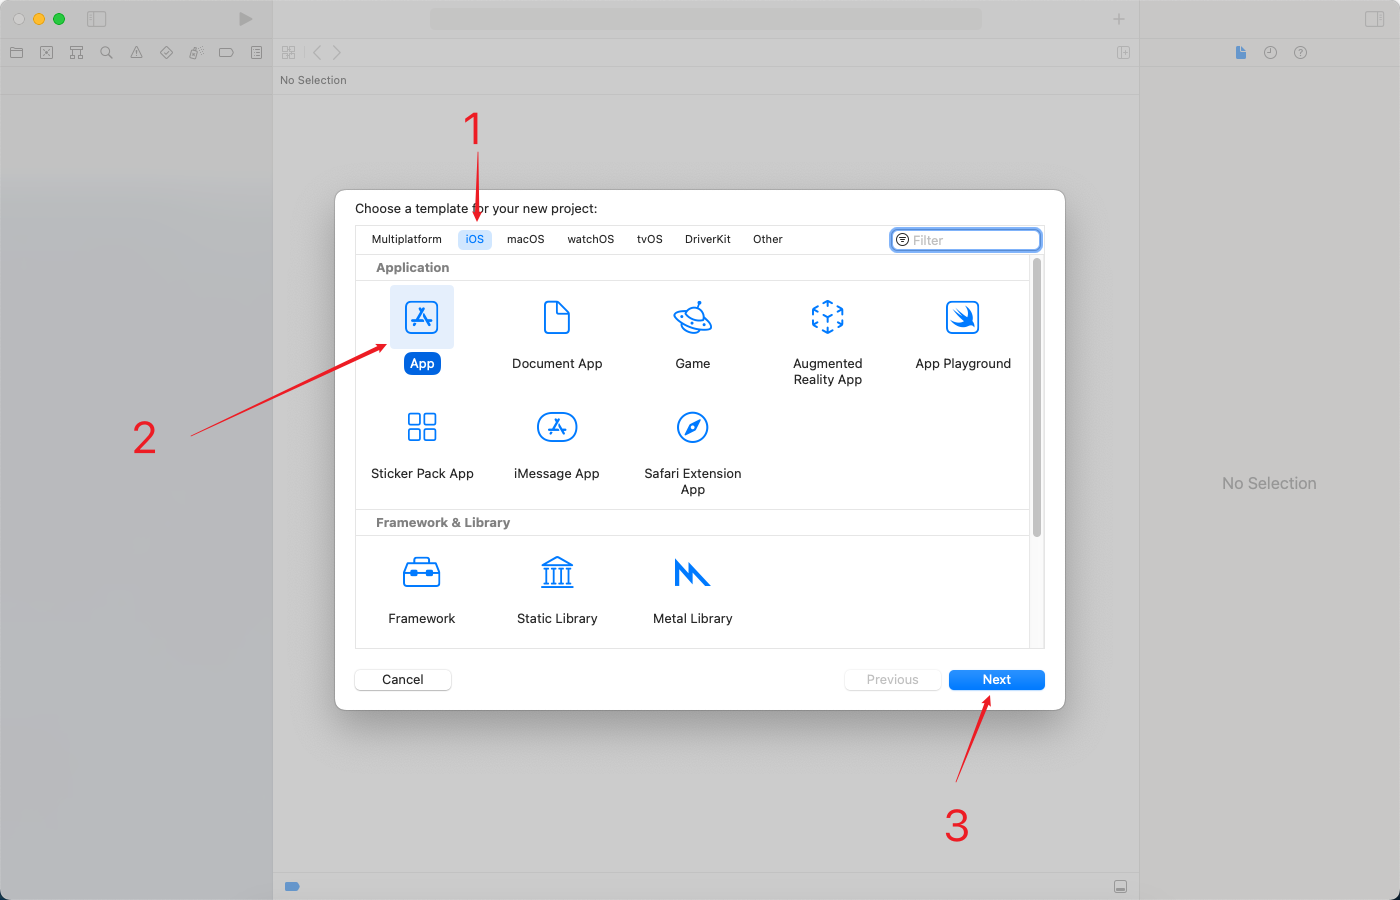 No Selection
1
Choose a template for your new project:
Multiplatform iOS macOS watchOS tvOS DriverKit Other Filter
Application
App Document App Game Augmented Reality App App Playground
2
Sticker Pack App iMessage App Safari Extension App
No Selection
Framework & Library
Framework Static Library Metal Library
Cancel Previous Next
3